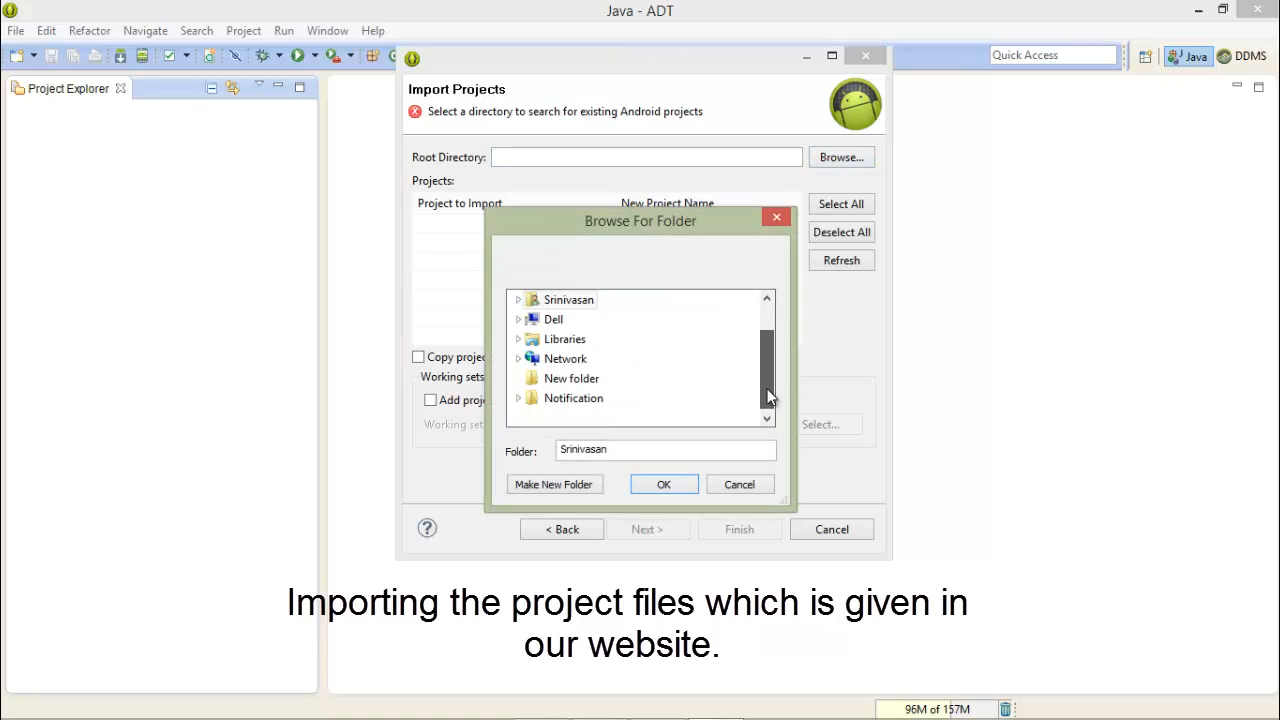 Java - ADT
File Edit Refactor Navigate Search Project Run Window Help
Quick Access
Java
DDMS
Project Explorer
Import Projects
Select a directory to search for existing Android projects
Root Directory:
Browse...
Projects:
Project to Import New Project Name
Select All
Deselect All
Refresh
Browse For Folder
Srinivasan
Dell
Libraries
Network
New folder
Notification
Copy projec
Working sets
Add proj
Working set
Select...
Folder: Srinivasan
Make New Folder OK Cancel
< Back Next > Finish Cancel
Importing the project files which is given in
our website.
96M of 157M